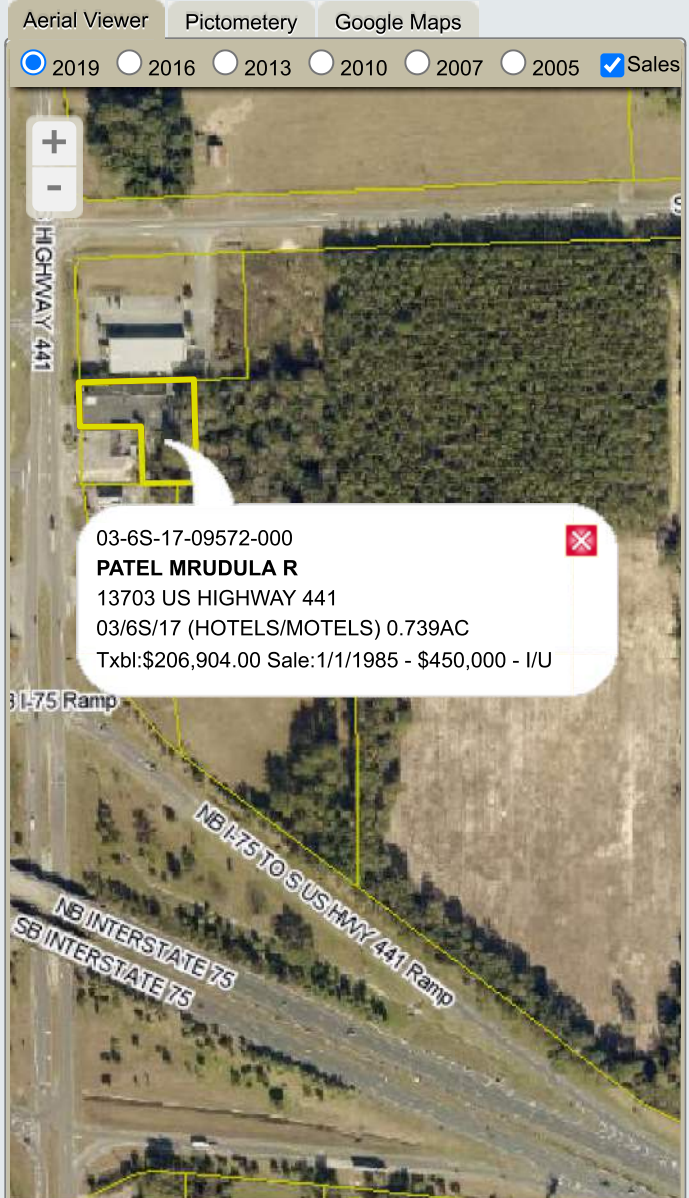 Aerial Viewer Pictometery Google Maps
2019 2016 2013 2010 2007 2005 Sales
+
-
S
HIGHWAY 441
03-6S-17-09572-000
PATEL MRUDULA R
13703 US HIGHWAY 441
03/6S/17 (HOTELS/MOTELS) 0.739AC
Txbl:$206,904.00 Sale:1/1/1985 - $450,000 - I/U
B I-75 Ramp
NB I-75 TO S US HWY 441 Ramp
NB INTERSTATE 75
SB INTERSTATE 75